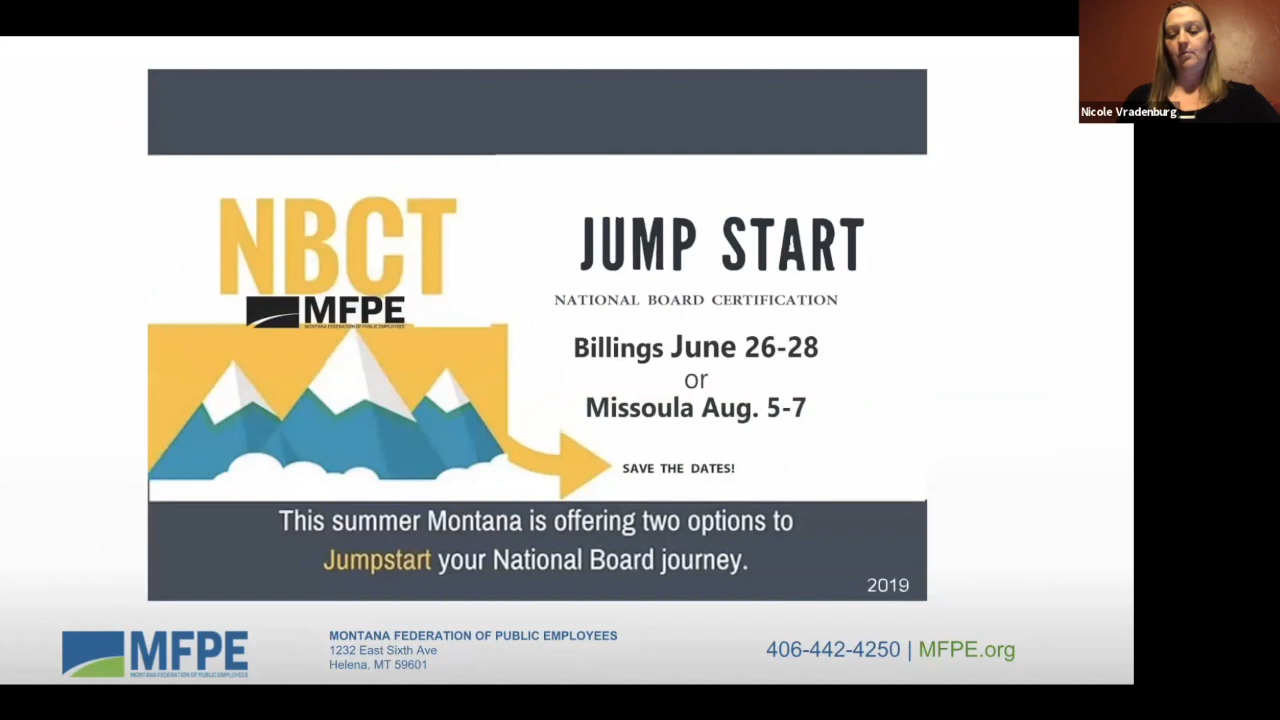 Nicole Vradenburg
NBCT
MFPE
MONTANA FEDERATION OF PUBLIC EMPLOYEES
JUMP START
NATIONAL BOARD CERTIFICATION
Billings June 26-28
or
Missoula Aug. 5-7
SAVE THE DATES!
This summer Montana is offering two options to
Jumpstart your National Board journey.
2019
MFPE
MONTANA FEDERATION OF PUBLIC EMPLOYEES
MONTANA FEDERATION OF PUBLIC EMPLOYEES
1232 East Sixth Ave
Helena, MT 59601
406-442-4250 | MFPE.org